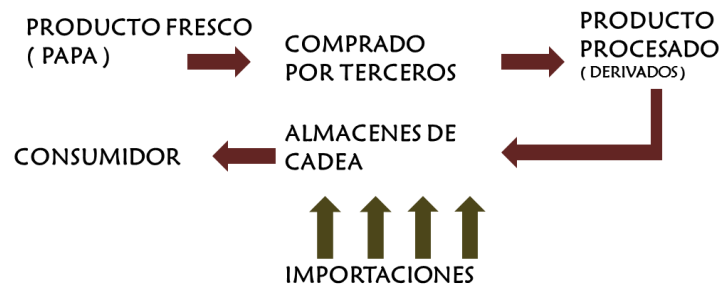 PRODUCTO FRESCO
( PAPA )
COMPRADO
POR TERCEROS
PRODUCTO
PROCESADO
( DERIVADOS )
ALMACENES DE
CADEA
CONSUMIDOR
IMPORTACIONES